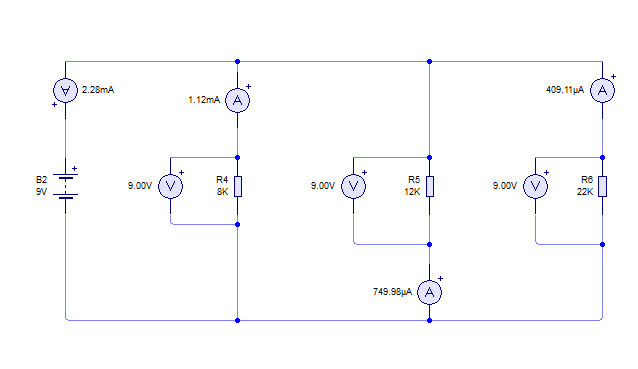 A
2.28mA
+
1.12mA
A
+
409.11µA
A
+
B2
9V
+
9.00V
V
+
R4
8K
9.00V
V
+
R5
12K
9.00V
V
+
R6
22K
749.98µA
A
+